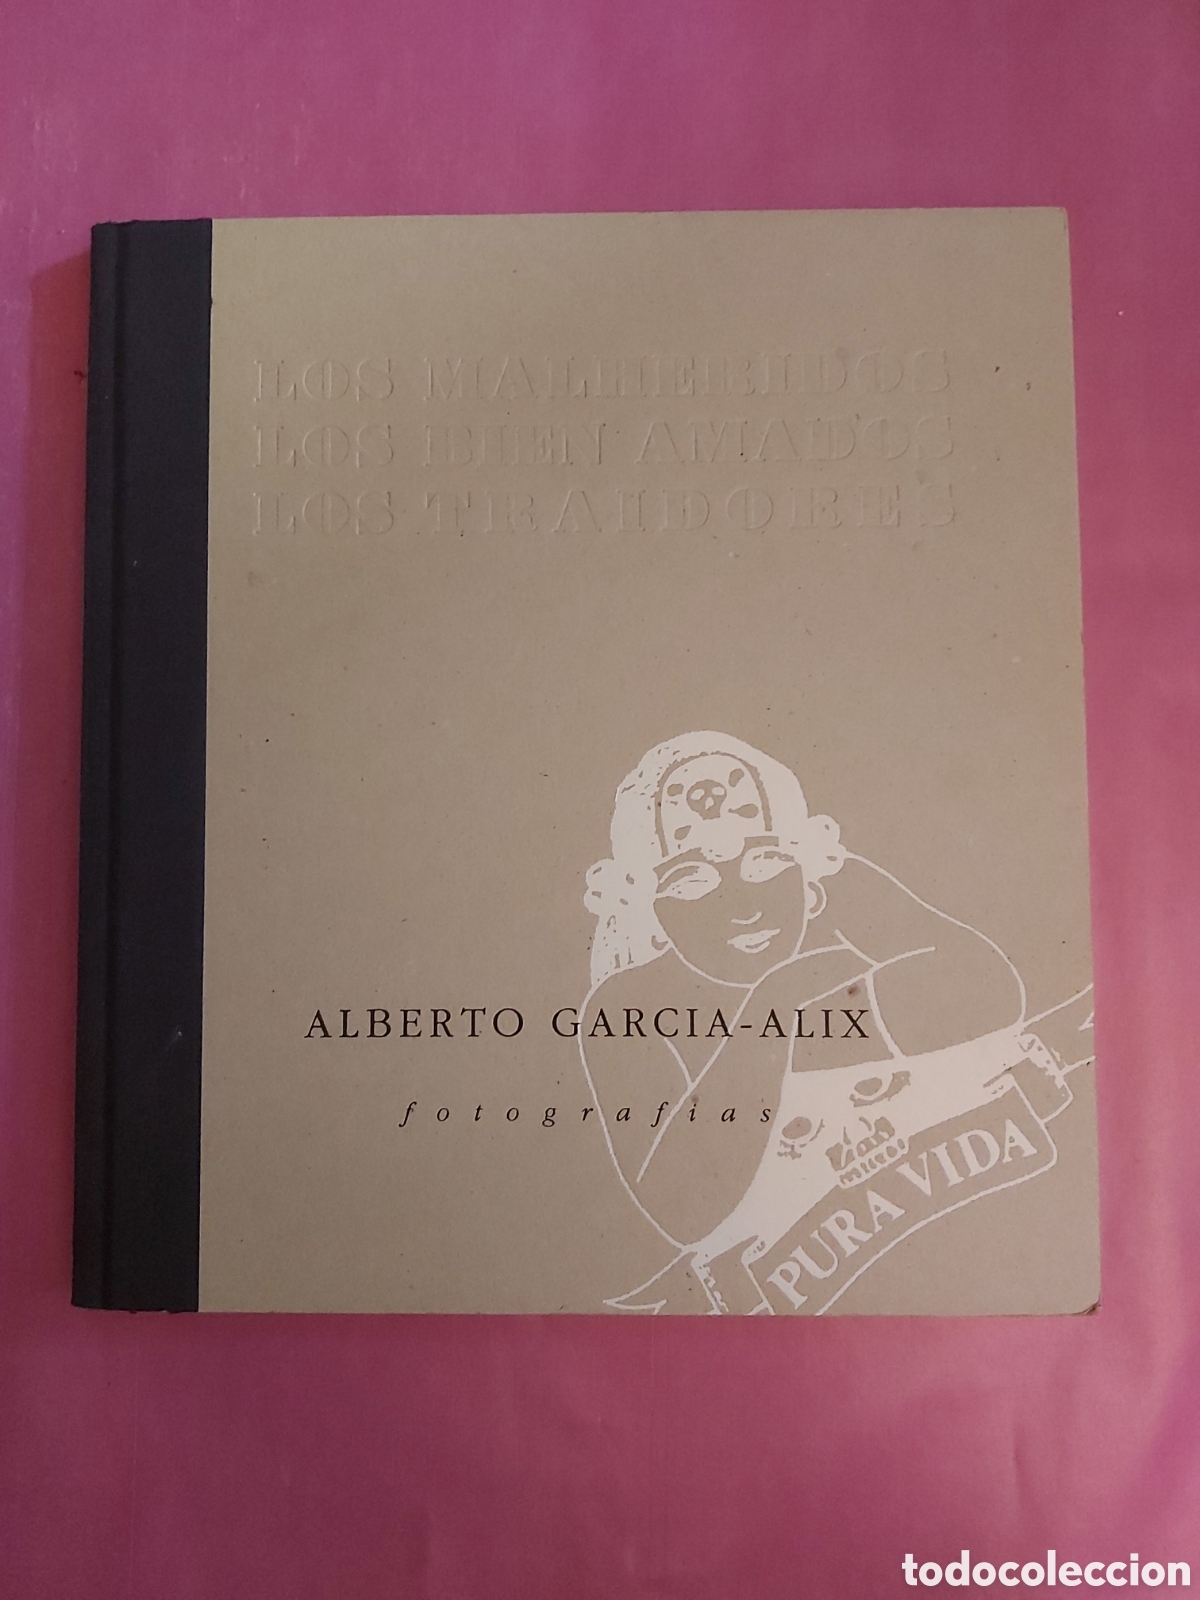 LOS MALHERIDOS
LOS BIEN AMADOS
LOS TRAIDORES
ALBERTO GARCIA-ALIX
fotografias
PURA VIDA
todocoleccion